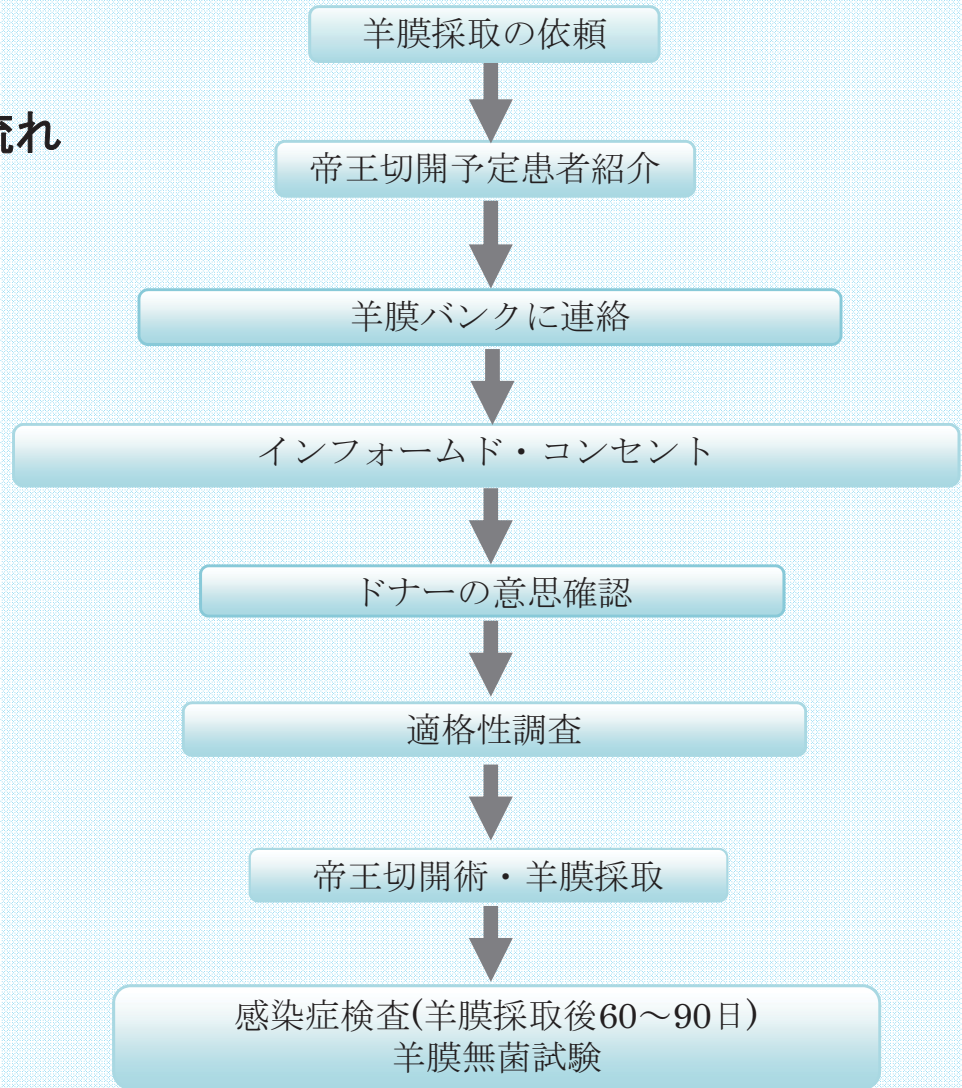 羊膜採取の依頼
流れ
帝王切開予定患者紹介
羊膜バンクに連絡
インフォームド・コンセント
ドナーの意思確認
適格性調査
帝王切開術・羊膜採取
感染症検査(羊膜採取後60〜90日)
羊膜無菌試験